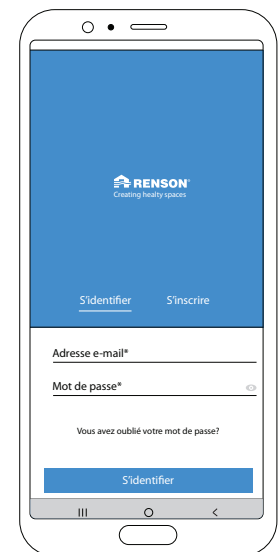 RENSON
Creating healty spaces
S'identifier S'inscrire
Adresse e-mail*
Mot de passe*
Vous avez oublié votre mot de passe?
S'identifier